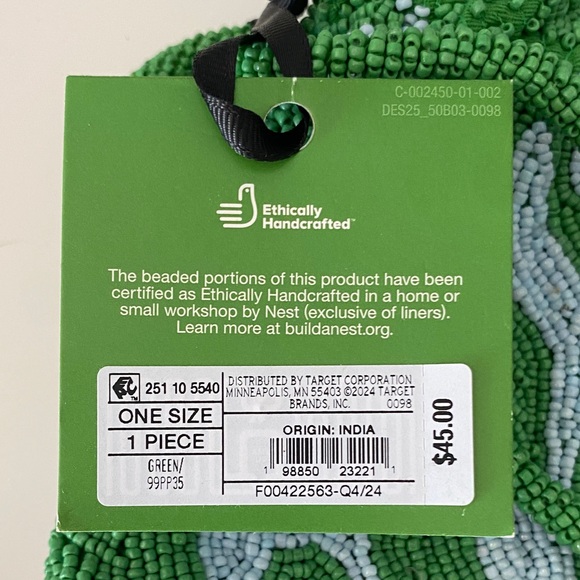 C-002450-01-002
DES25_50B03-0098
Ethically
Handcrafted™
The beaded portions of this product have been
certified as Ethically Handcrafted in a home or
small workshop by Nest (exclusive of liners).
Learn more at buildanest.org.
251 10 5540
ONE SIZE
1 PIECE
GREEN/
99PP35
DISTRIBUTED BY TARGET CORPORATION
MINNEAPOLIS, MN 55403 ©2024 TARGET
BRANDS, INC. 0098
ORIGIN: INDIA
1 98850 23221 1
F00422563-Q4/24
$45.00